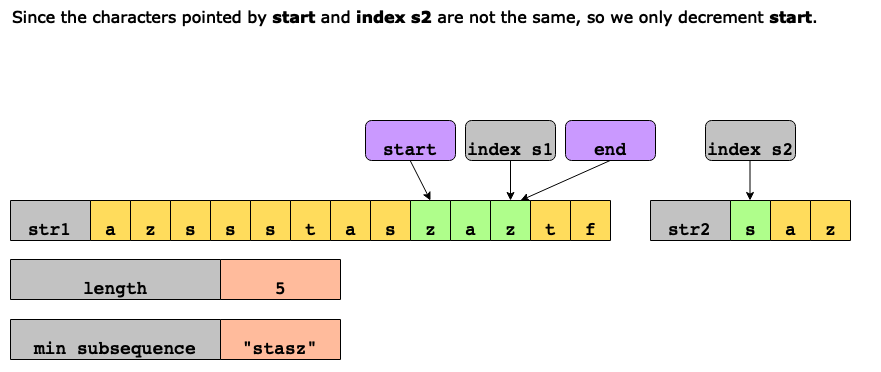 Since the characters pointed by start and index s2 are not the same, so we only decrement start.
start index s1 end index s2
str1 a z s s s t a s z a z t f str2 s a z
length 5
min subsequence "stasz"